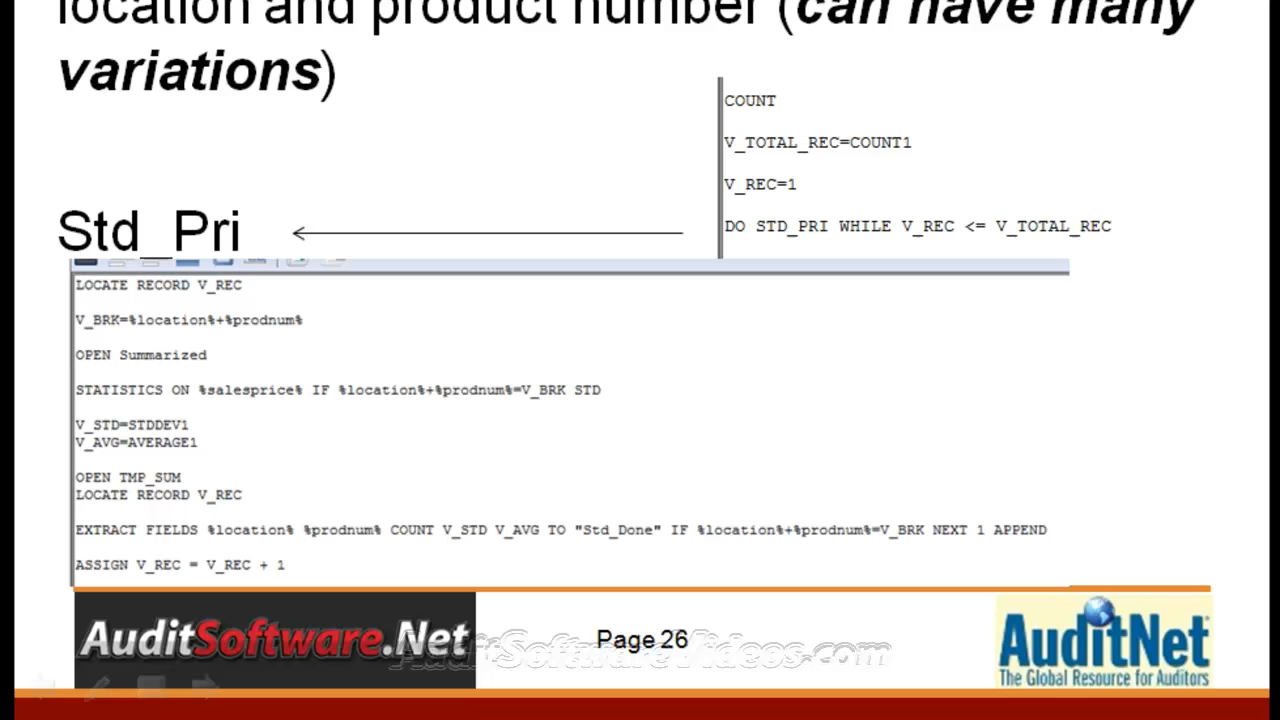 location and product number (can have many
variations)
COUNT
V_TOTAL_REC=COUNT1
V_REC=1
DO STD_PRI WHILE V_REC <= V_TOTAL_REC
Std_Pri
LOCATE RECORD V_REC
V_BRK=%location%+%prodnum%
OPEN Summarized
STATISTICS ON %salesprice% IF %location%+%prodnum%=V_BRK STD
V_STD=STDDEV1
V_AVG=AVERAGE1
OPEN TMP_SUM
LOCATE RECORD V_REC
EXTRACT FIELDS %location% %prodnum% COUNT V_STD V_AVG TO "Std_Done" IF %location%+%prodnum%=V_BRK NEXT 1 APPEND
ASSIGN V_REC = V_REC + 1
AuditSoftware.Net
Page 26
AuditSoftwareVideos.com
AuditNet
The Global Resource for Auditors